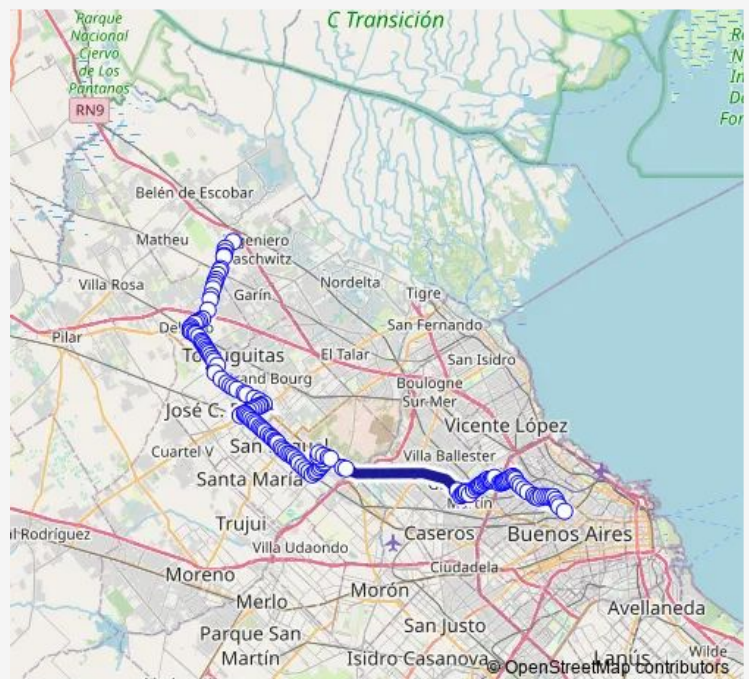 C Transición
Parque
Nacional
Ciervo
de Los
Pantanos
RN9
Belén de Escobar
Matheu
Villa Rosa
Garín
Nordelta
Tigre
San Fernando
Pilar
El Talar
San Isidro
Boulogne
Sur-Mer
José C.
Vicente López
Cuartel V
Villa Ballester
Santa María
Trujui
Caseros
Buenos Aires
Villa Udaondo
Ciudadela
Moreno
Morón
Merlo
Avellaneda
Parque San
Martín
San Justo
Isidro Casanova
Lanús
Wilde
© OpenStreetMap contributors